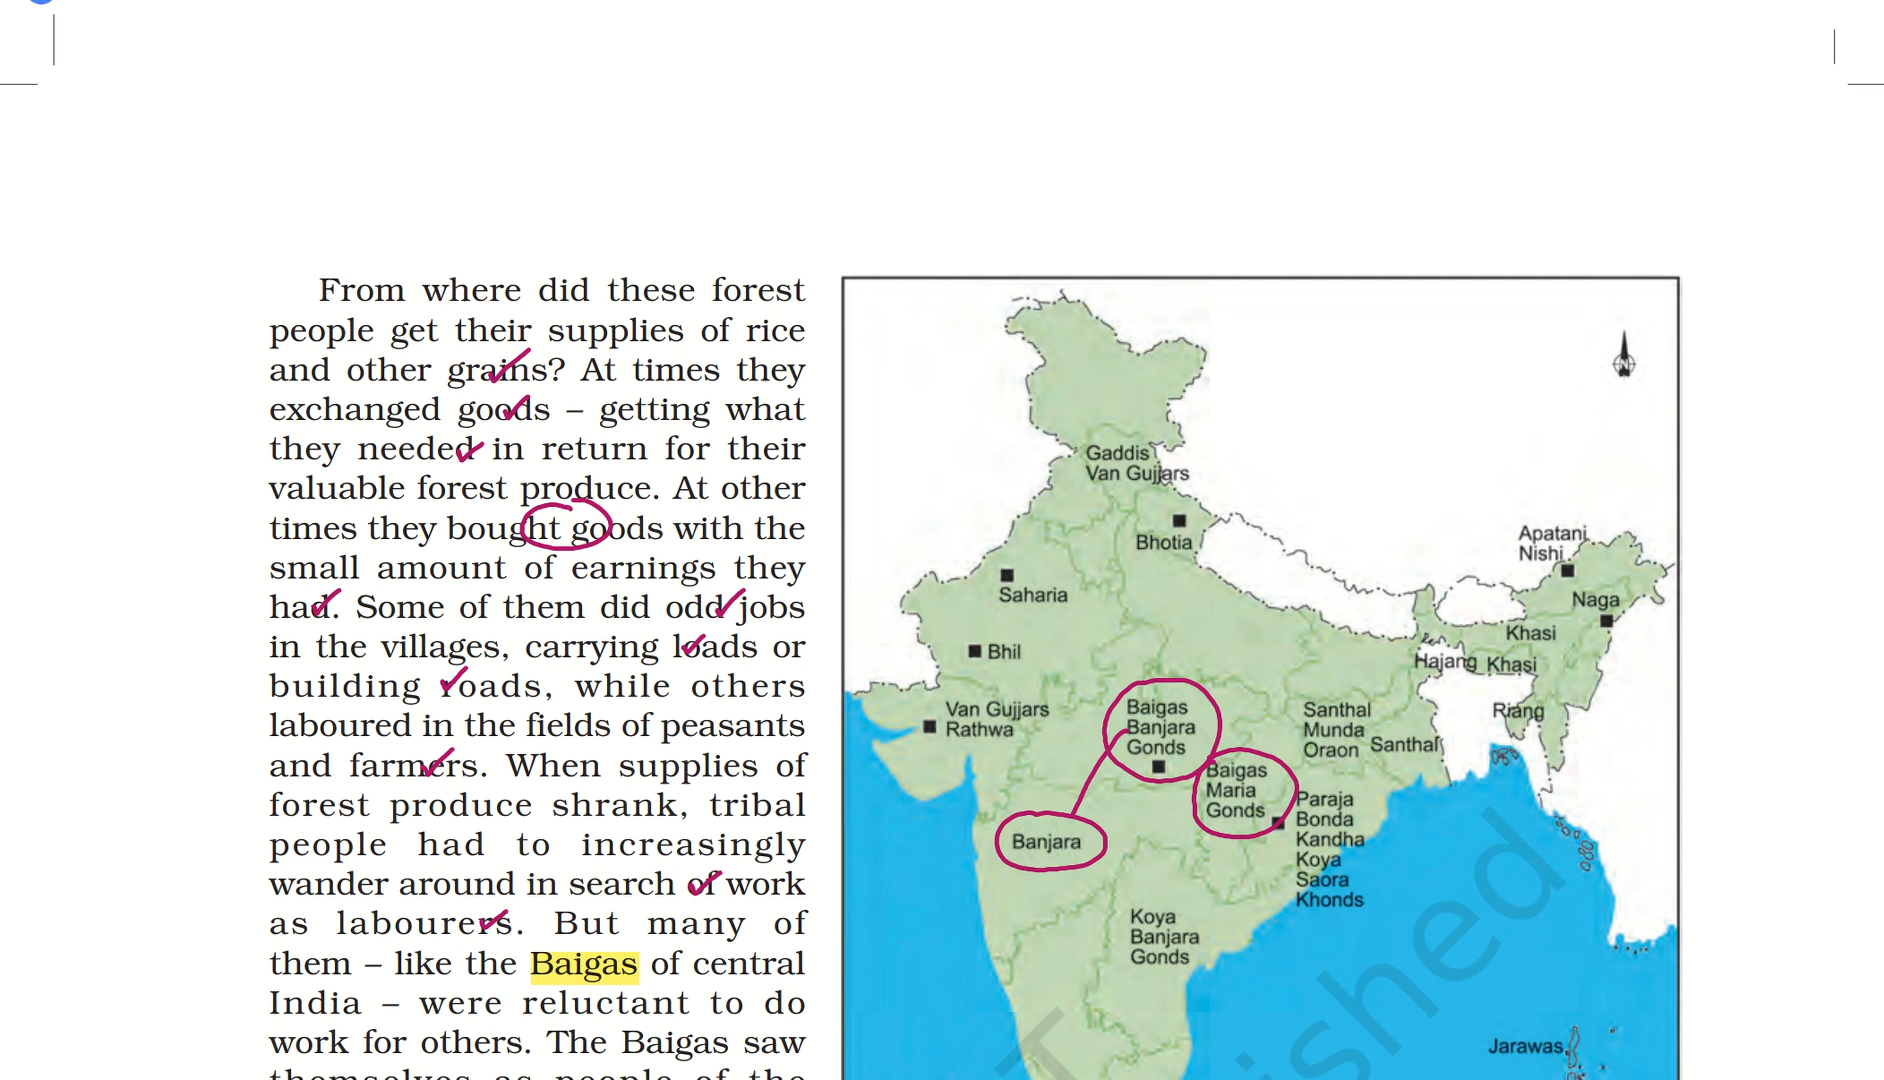 From where did these forest
people get their supplies of rice
and other grains? At times they
exchanged goods – getting what
they needed in return for their
valuable forest produce. At other
times they bought goods with the
small amount of earnings they
had. Some of them did odd jobs
in the villages, carrying loads or
building roads, while others
laboured in the fields of peasants
and farmers. When supplies of
forest produce shrank, tribal
people had to increasingly
wander around in search of work
as labourers. But many of
them – like the Baigas of central
India – were reluctant to do
work for others. The Baigas saw
themselves as people of the
Gaddis
Van Gujjars
Bhotia
Apatani
Nishi
Naga
Saharia
Khasi
Bhil
Hajang Khasi
Van Gujjars
Rathwa
Baigas
Banjara
Gonds
Santhal
Munda
Oraon
Santhal
Riang
Baigas
Maria
Gonds
Paraja
Bonda
Kandha
Koya
Saora
Khonds
Banjara
Koya
Banjara
Gonds
Jarawas